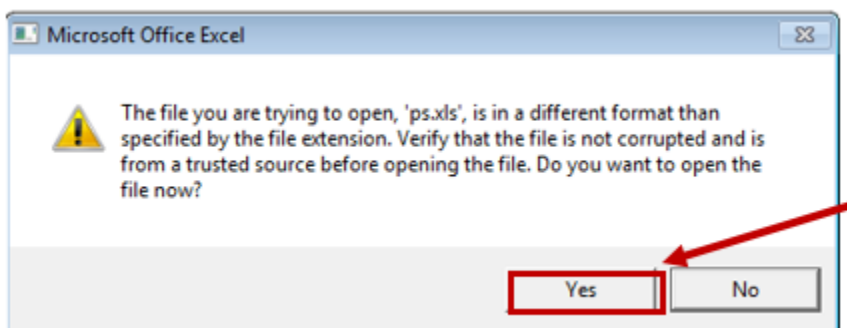 Microsoft Office Excel
The file you are trying to open, 'ps.xls', is in a different format than
specified by the file extension. Verify that the file is not corrupted and is
from a trusted source before opening the file. Do you want to open the
file now?
Yes
No